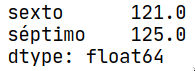 sexto       121.0
séptimo     125.0
dtype: float64